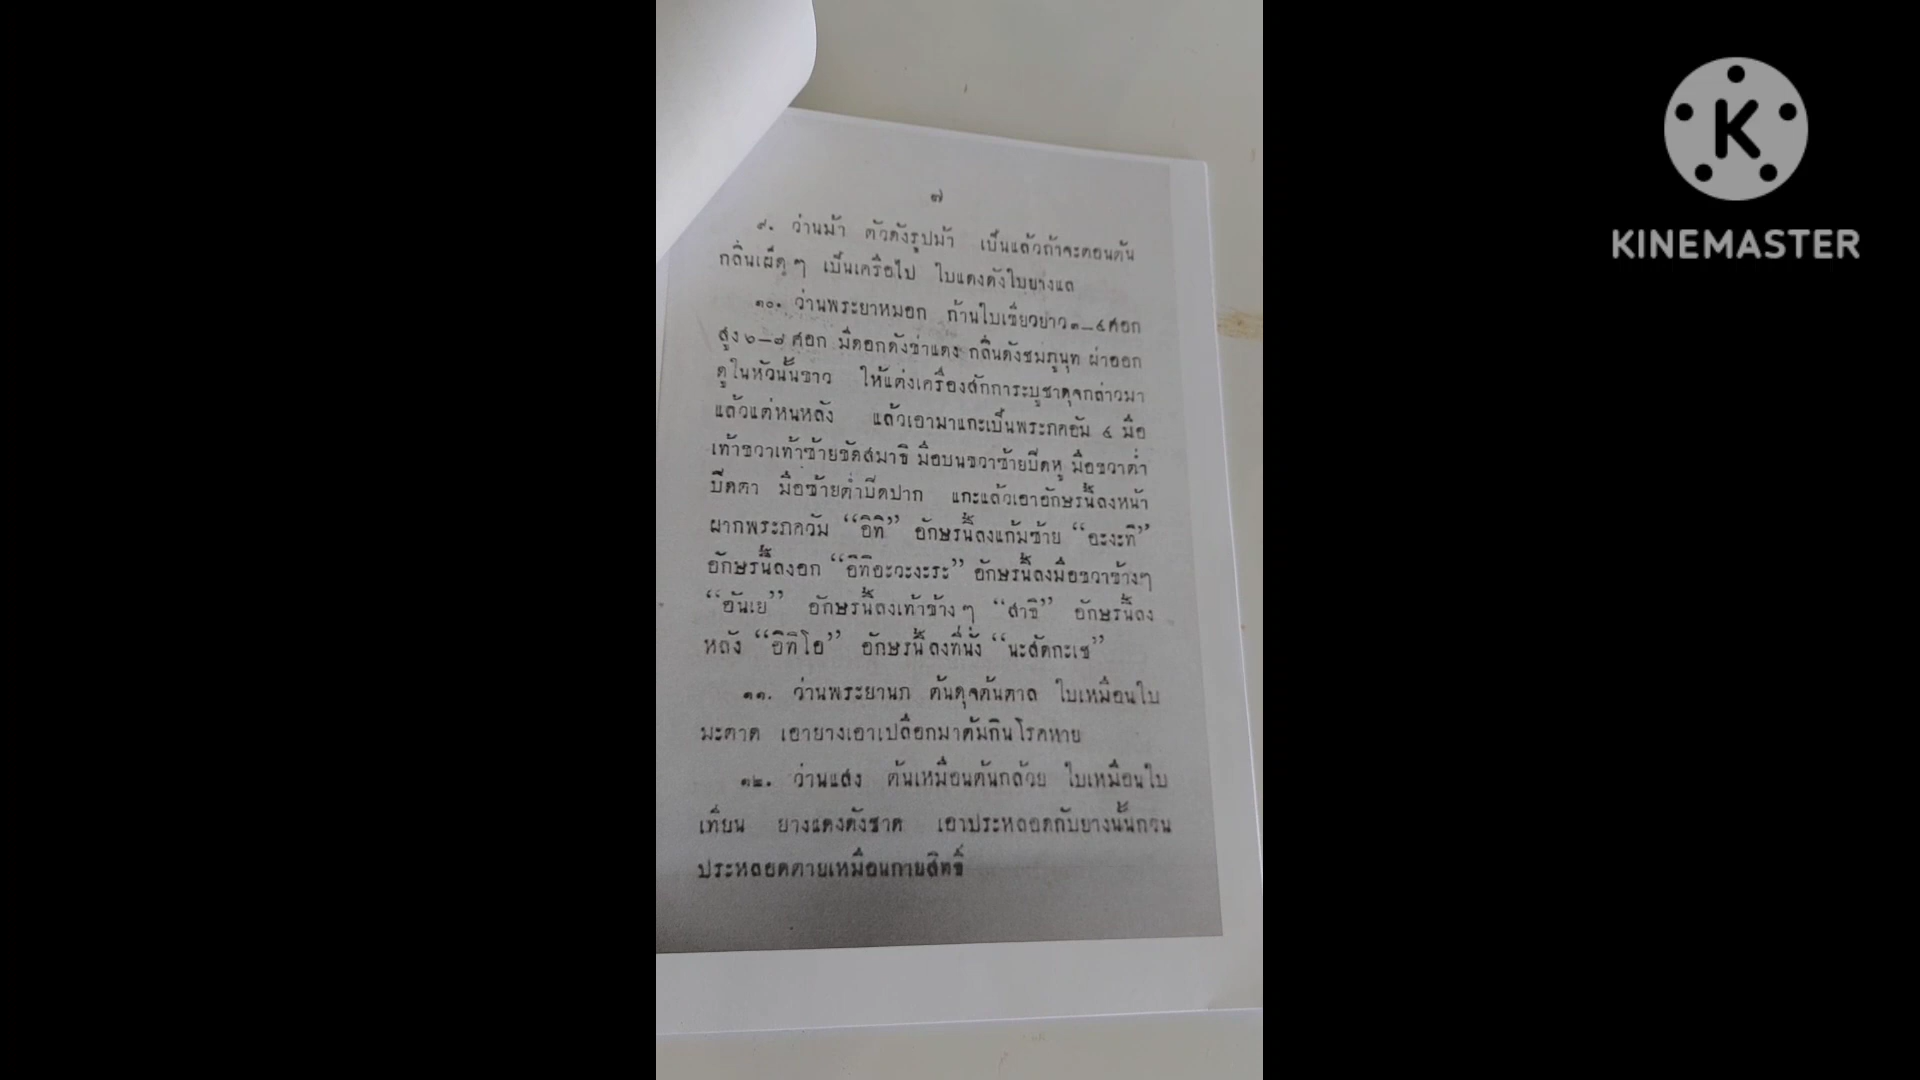 ๗
๙. ว่านม้า ตัวดังรูปม้า เป็นแล้วถ้าจะตอนต้น
กลิ่นเผ็ดๆ เป็นเครือไป ใบแดงดังใบยางแล
๑๐. ว่านพระยาหมอก ก้านใบเขียวยาว ๓—๔ ศอก
สูง ๖—๗ ศอก มีดอกดังข่าแดง กลิ่นดังชมภูนุท ผ่าออก
ดูในหัวนั้นขาว ให้แต่งเครื่องสักการะบูชาดุจกล่าวมา
แล้วแต่หนหลัง แล้วเอามาแกะเป็นพระภควัม ๔ มือ
เท้าขวาเท้าซ้ายขัดสมาธิ มือบนขวาซ้ายปิดหู มือขวาต่ำ
ปิดตา มือซ้ายต่ำปิดปาก แกะแล้วเอาอักษรนี้ลงหน้า
ผากพระภควัม “อิทิ” อักษรนี้ลงแก้มซ้าย “อะงะที”
อักษรนี้ลงอก “อิทิอะวะงะระ” อักษรนี้ลงมือขวาข้างๆ
“อันเย” อักษรนี้ลงเท้าข้างๆ “สาธิ” อักษรนี้ลง
หลัง “อิทิโอ” อักษรนี้ลงที่นั่ง “นะสัดกะเช”
๑๑. ว่านพระยานก ต้นดุจต้นตาล ใบเหมือนใบ
มะตาด เอายางเอาเปลือกมาต้มกินโรคหาย
๑๒. ว่านแสง ต้นเหมือนต้นกล้วย ใบเหมือนใบ
เทียน ยางแดงดังชาด เอาประหลอดกับยางนั้นกวน
ประหลอดตายเหมือนกายสิทธิ์
KINEMASTER